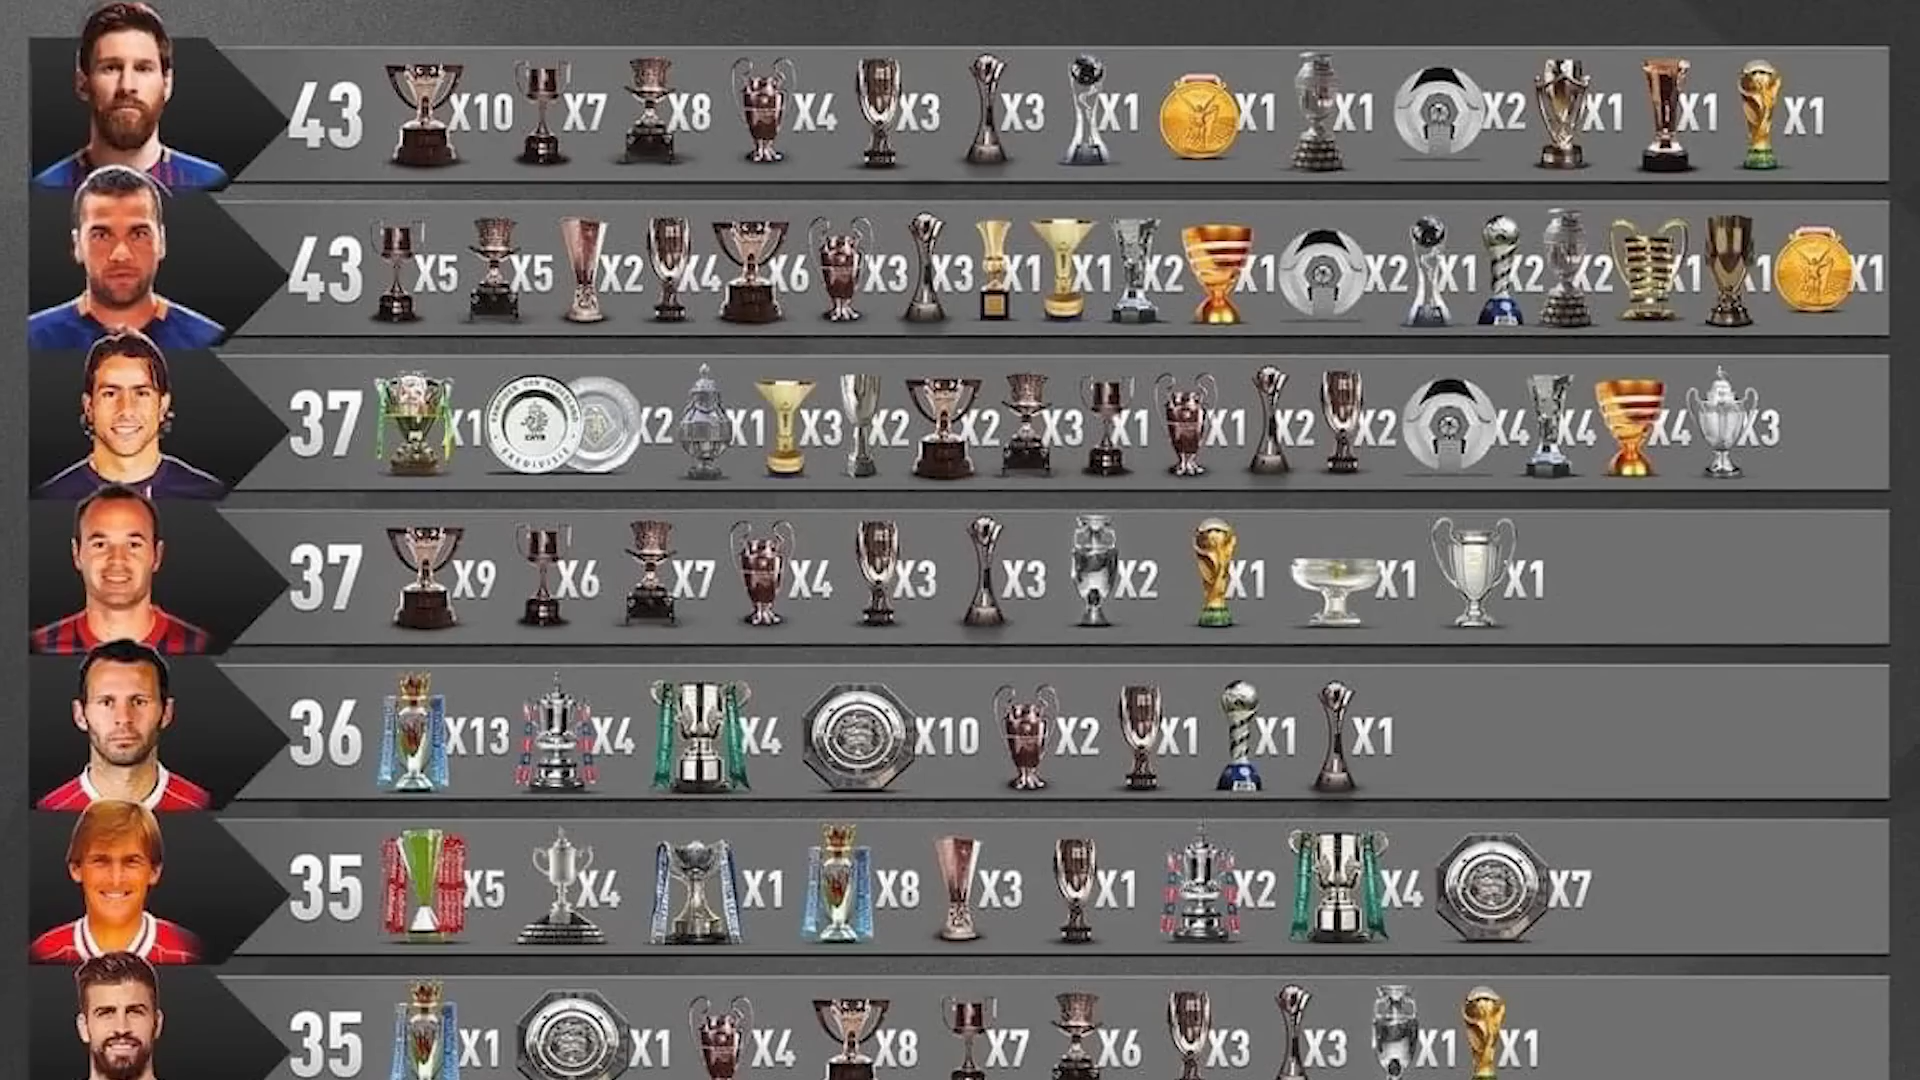 43 X10 X7 X8 X4 X3 X3 X1 X1 X1 X2 X1 X1 X1
43 X5 X5 X2 X4 X6 X3 X3 X1 X1 X2 X1 X2 X1 X2 X2 X1 X1 X1
37 X1 X2 X1 X3 X2 X2 X3 X1 X1 X2 X2 X4 X4 X4 X3
37 X9 X6 X7 X4 X3 X3 X2 X1 X1 X1
36 X13 X4 X4 X10 X2 X1 X1 X1
35 X5 X4 X1 X8 X3 X1 X2 X4 X7
35 X1 X1 X4 X8 X7 X6 X3 X3 X1 X1